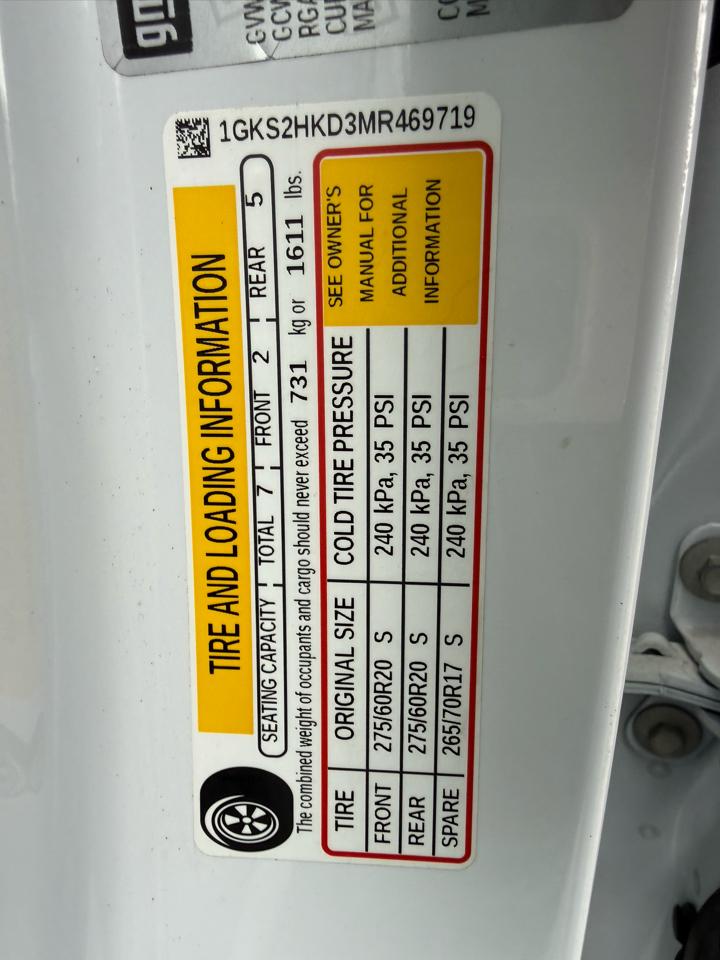 gm
GVW
GCW
RGA
CUR
MA
1GKS2HKD3MR469719
TIRE AND LOADING INFORMATION
SEATING CAPACITY TOTAL 7 FRONT 2 REAR 5
The combined weight of occupants and cargo should never exceed 731 kg or 1611 lbs.
TIRE ORIGINAL SIZE COLD TIRE PRESSURE
FRONT 275/60R20 S 240 kPa, 35 PSI
REAR 275/60R20 S 240 kPa, 35 PSI
SPARE 265/70R17 S 240 kPa, 35 PSI
SEE OWNER'S
MANUAL FOR
ADDITIONAL
INFORMATION